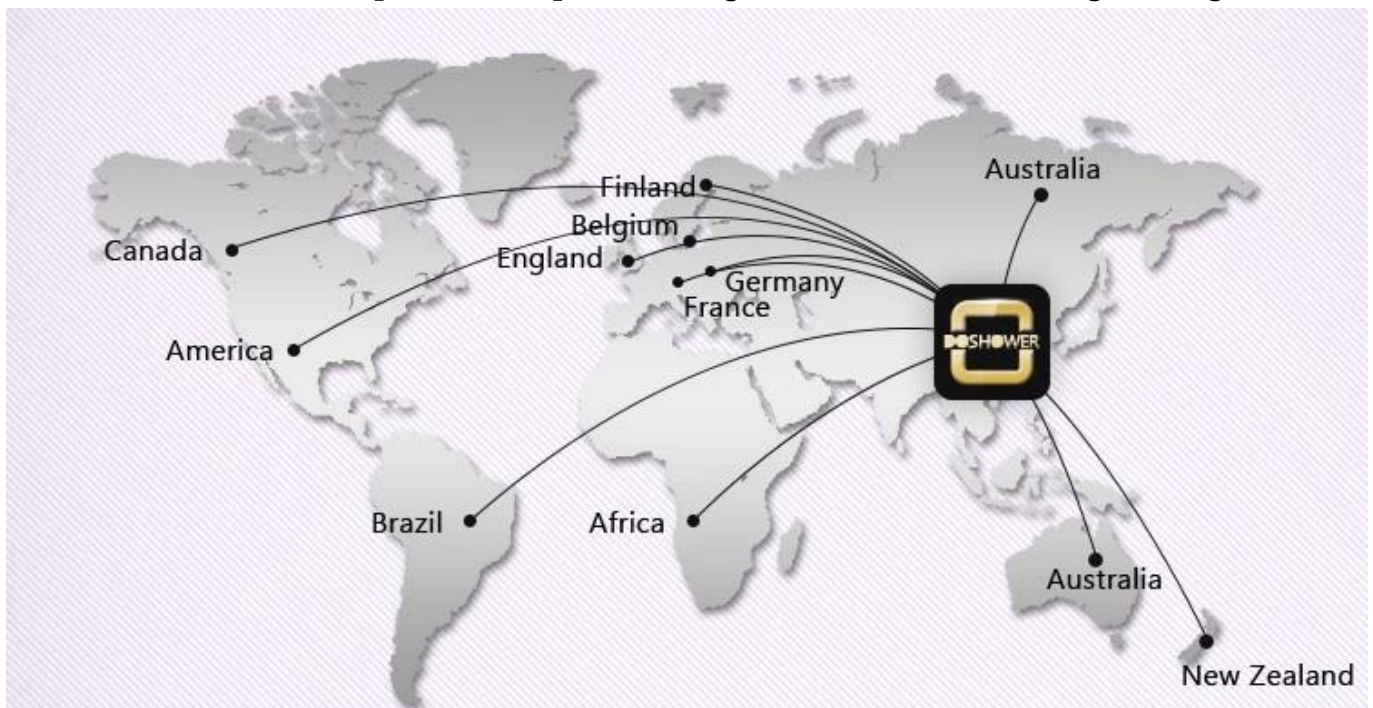 Australia
Finland
Belgium
Canada
England
Germany
France
DOSHOWER
America
Brazil
Africa
Australia
New Zealand